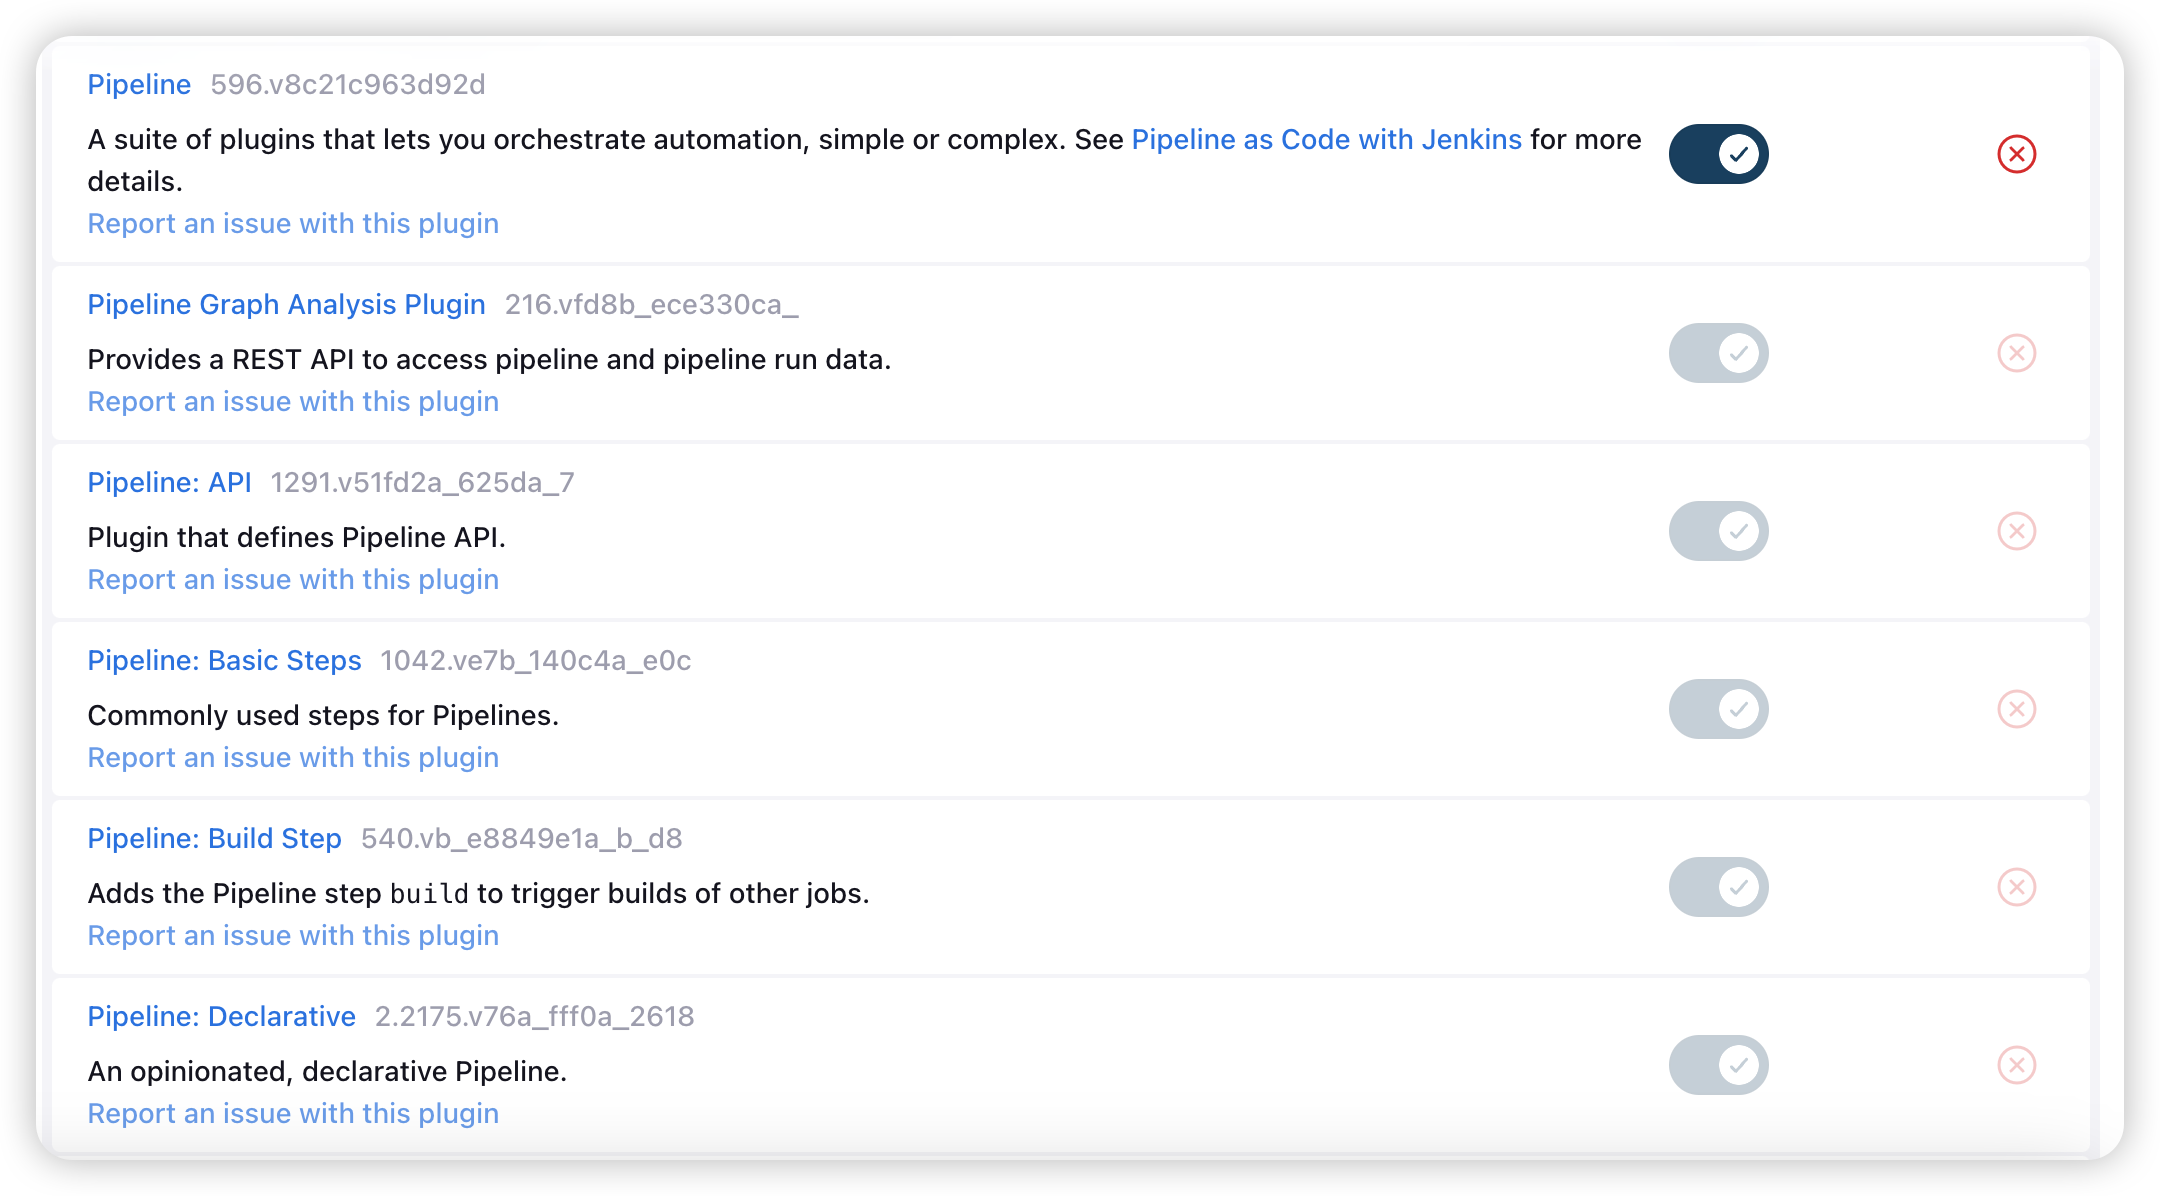 Pipeline 596.v8c21c963d92d
A suite of plugins that lets you orchestrate automation, simple or complex. See Pipeline as Code with Jenkins for more
details.
Report an issue with this plugin
Pipeline Graph Analysis Plugin 216.vfd8b_ece330ca_
Provides a REST API to access pipeline and pipeline run data.
Report an issue with this plugin
Pipeline: API 1291.v51fd2a_625da_7
Plugin that defines Pipeline API.
Report an issue with this plugin
Pipeline: Basic Steps 1042.ve7b_140c4a_e0c
Commonly used steps for Pipelines.
Report an issue with this plugin
Pipeline: Build Step 540.vb_e8849e1a_b_d8
Adds the Pipeline step build to trigger builds of other jobs.
Report an issue with this plugin
Pipeline: Declarative 2.2175.v76a_fff0a_2618
An opinionated, declarative Pipeline.
Report an issue with this plugin